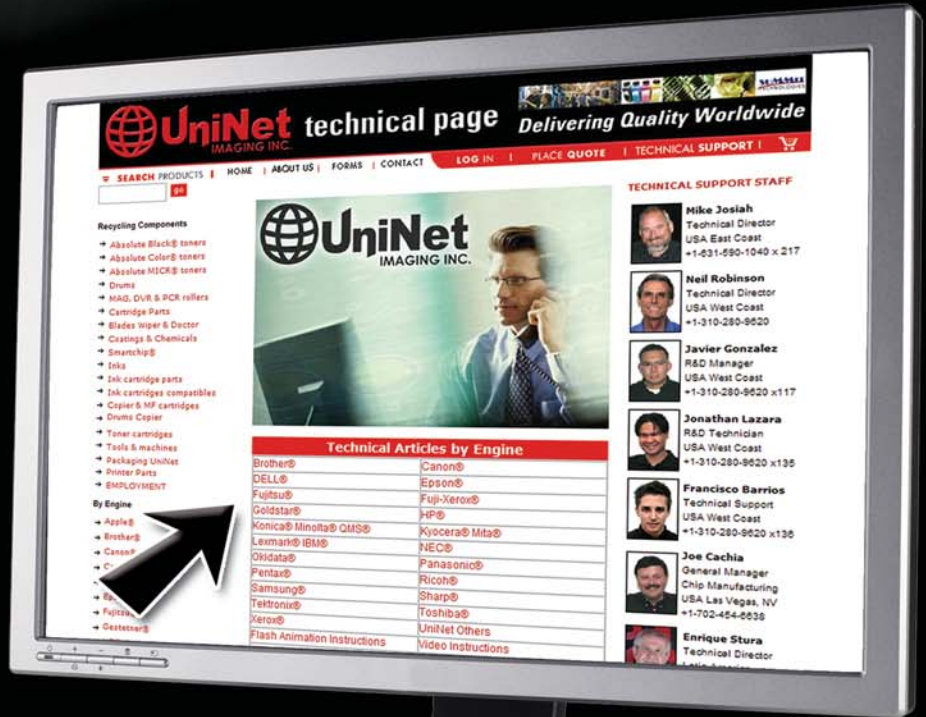 UniNet
IMAGING INC.
technical page
SUMMIT
TECHNOLOGIES
Delivering Quality Worldwide
SEARCH PRODUCTS | HOME | ABOUT US | FORMS | CONTACT
LOG IN | PLACE QUOTE | TECHNICAL SUPPORT |
go
Recycling Components
Absolute Black® toners
Absolute Color® toners
Absolute MICR® toners
Drums
MAG, DVR & PCR rollers
Cartridge Parts
Blades Wiper & Doctor
Coatings & Chemicals
Smartchip®
Inks
Ink cartridge parts
Ink cartridges compatibles
Copier & MF cartridges
Drums Copier
Toner cartridges
Tools & machines
Packaging UniNet
Printer Parts
EMPLOYMENT
By Engine
Apple®
Brother®
Canon®
Fujitsu
Gestetner®
UniNet
IMAGING INC.
Technical Articles by Engine
Brother® Canon®
DELL® Epson®
Fujitsu® Fuji-Xerox®
Goldstar® HP®
Konica® Minolta® QMS® Kyocera® Mita®
Lexmark® IBM® NEC®
Okidata® Panasonic®
Pentax® Ricoh®
Samsung® Sharp®
Tektronix® Toshiba®
Xerox® UniNet Others
Flash Animation Instructions Video Instructions
TECHNICAL SUPPORT STAFF
Mike Josiah
Technical Director
USA East Coast
+1-631-590-1040 x 217
Neil Robinson
Technical Director
USA West Coast
+1-310-280-9620
Javier Gonzalez
R&D Manager
USA West Coast
+1-310-280-9620 x117
Jonathan Lazara
R&D Technician
USA West Coast
+1-310-280-9620 x135
Francisco Barrios
Technical Support
USA West Coast
+1-310-280-9620 x136
Joe Cachia
General Manager
Chip Manufacturing
USA Las Vegas, NV
+1-702-454-6638
Enrique Stura
Technical Director